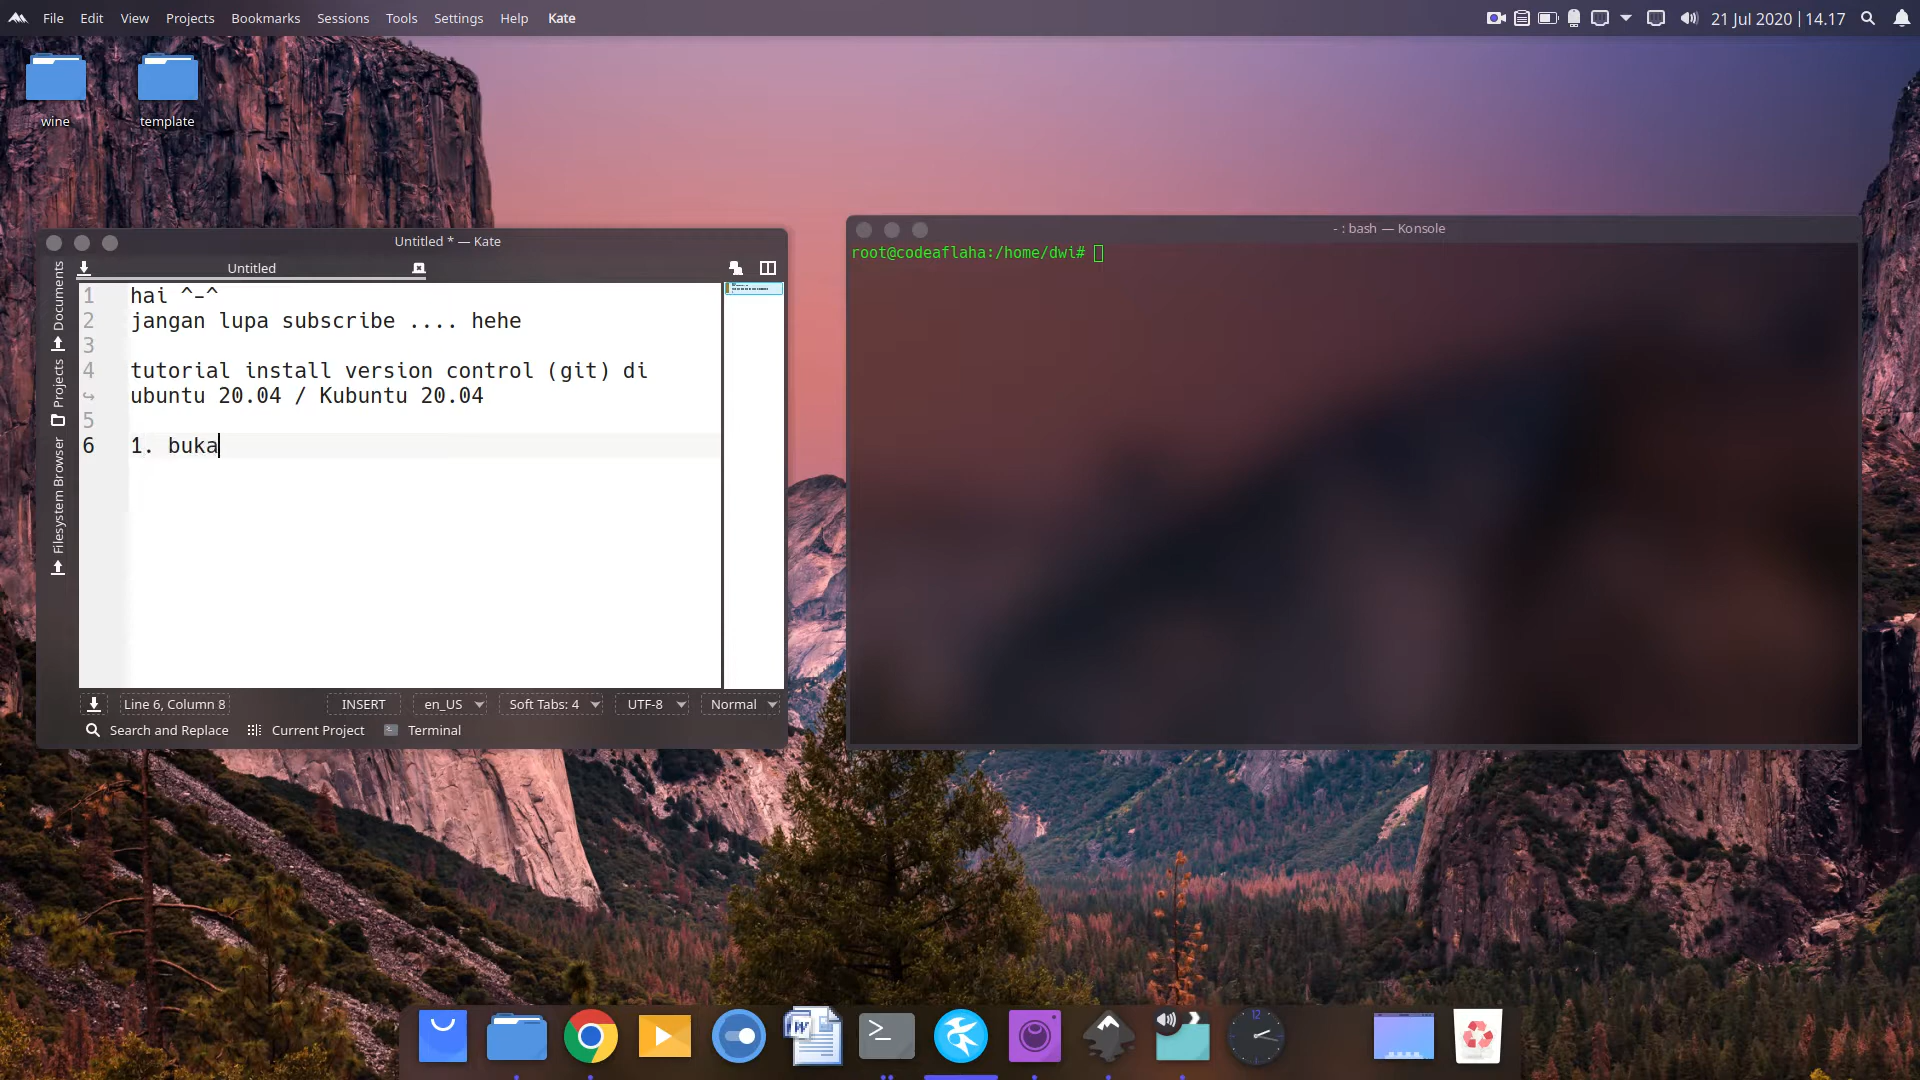 File Edit View Projects Bookmarks Sessions Tools Settings Help Kate
21 Jul 2020 | 14.17
wine
template
Untitled * — Kate
Untitled
Documents
Projects
Filesystem Browser
1 hai ^-^
2 jangan lupa subscribe .... hehe
3
4 tutorial install version control (git) di
ubuntu 20.04 / Kubuntu 20.04
5
6 1. buka
Line 6, Column 8 INSERT en_US Soft Tabs: 4 UTF-8 Normal
Search and Replace Current Project Terminal
- : bash — Konsole
root@codeaflaha:/home/dwi#
W
12